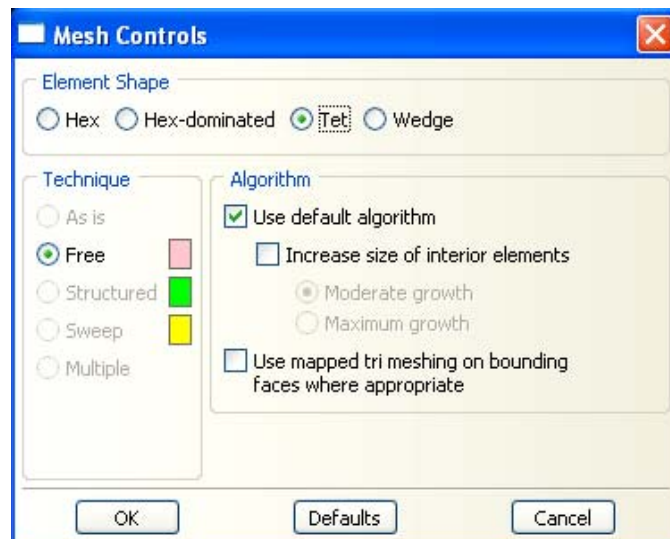 Mesh Controls
Element Shape
Hex Hex-dominated Tet Wedge
Technique
As is
Free
Structured
Sweep
Multiple
Algorithm
Use default algorithm
Increase size of interior elements
Moderate growth
Maximum growth
Use mapped tri meshing on bounding
faces where appropriate
OK Defaults Cancel